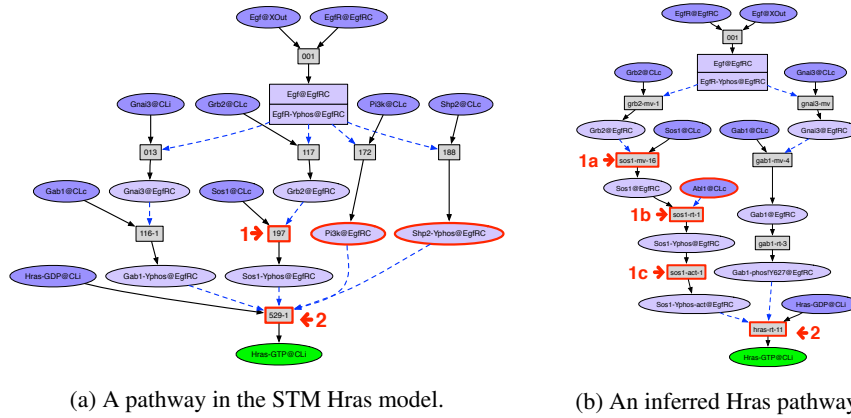 Egf@XOut EgfR@EgfRC
001
Egf@EgfRC
EgfR-Yphos@EgfRC
Gnai3@CLi Grb2@CLc Pi3k@CLc Shp2@CLc
013 117 172 188
Gab1@CLc Gnai3@EgfRC Sos1@CLc Grb2@EgfRC
116-1 1 197 Pi3k@EgfRC Shp2-Yphos@EgfRC
Hras-GDP@CLi Gab1-Yphos@EgfRC Sos1-Yphos@EgfRC
529-1 2
Hras-GTP@CLi
(a) A pathway in the STM Hras model.
EgfR@EgfRC Egf@XOut
001
Egf@EgfRC
EgfR-Yphos@EgfRC
Grb2@CLc Gnai3@CLc
grb2-mv-1 gnai3-mv
Grb2@EgfRC Sos1@CLc Gab1@CLc Gnai3@EgfRC
1a sos1-mv-16 gab1-mv-4
Sos1@EgfRC Abl1@CLc
1b sos1-rt-1 Gab1@EgfRC
Sos1-Yphos@EgfRC gab1-rt-3
1c sos1-act-1 Gab1-phos!Y627@EgfRC
Sos1-Yphos-act@EgfRC Hras-GDP@CLi
hras-rt-11 2
Hras-GTP@CLi
(b) An inferred Hras pathway